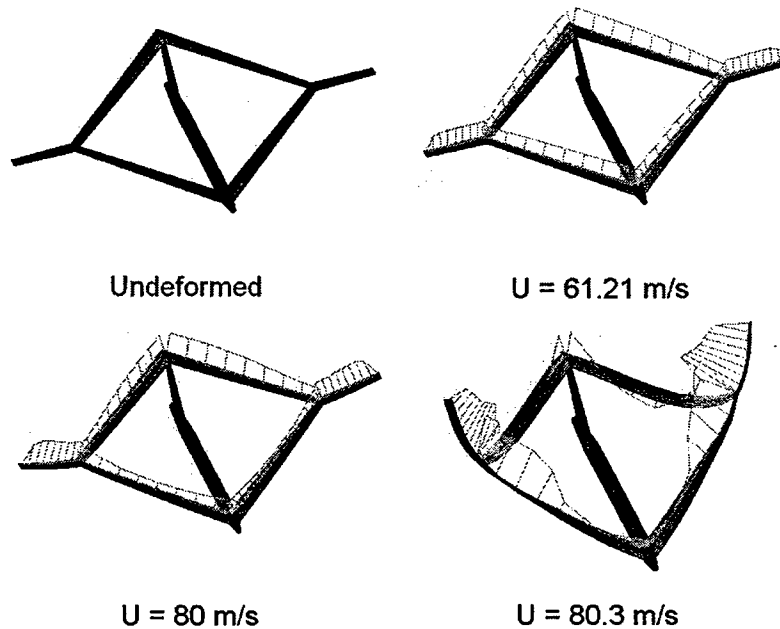 Undeformed
U = 61.21 m/s
U = 80 m/s
U = 80.3 m/s